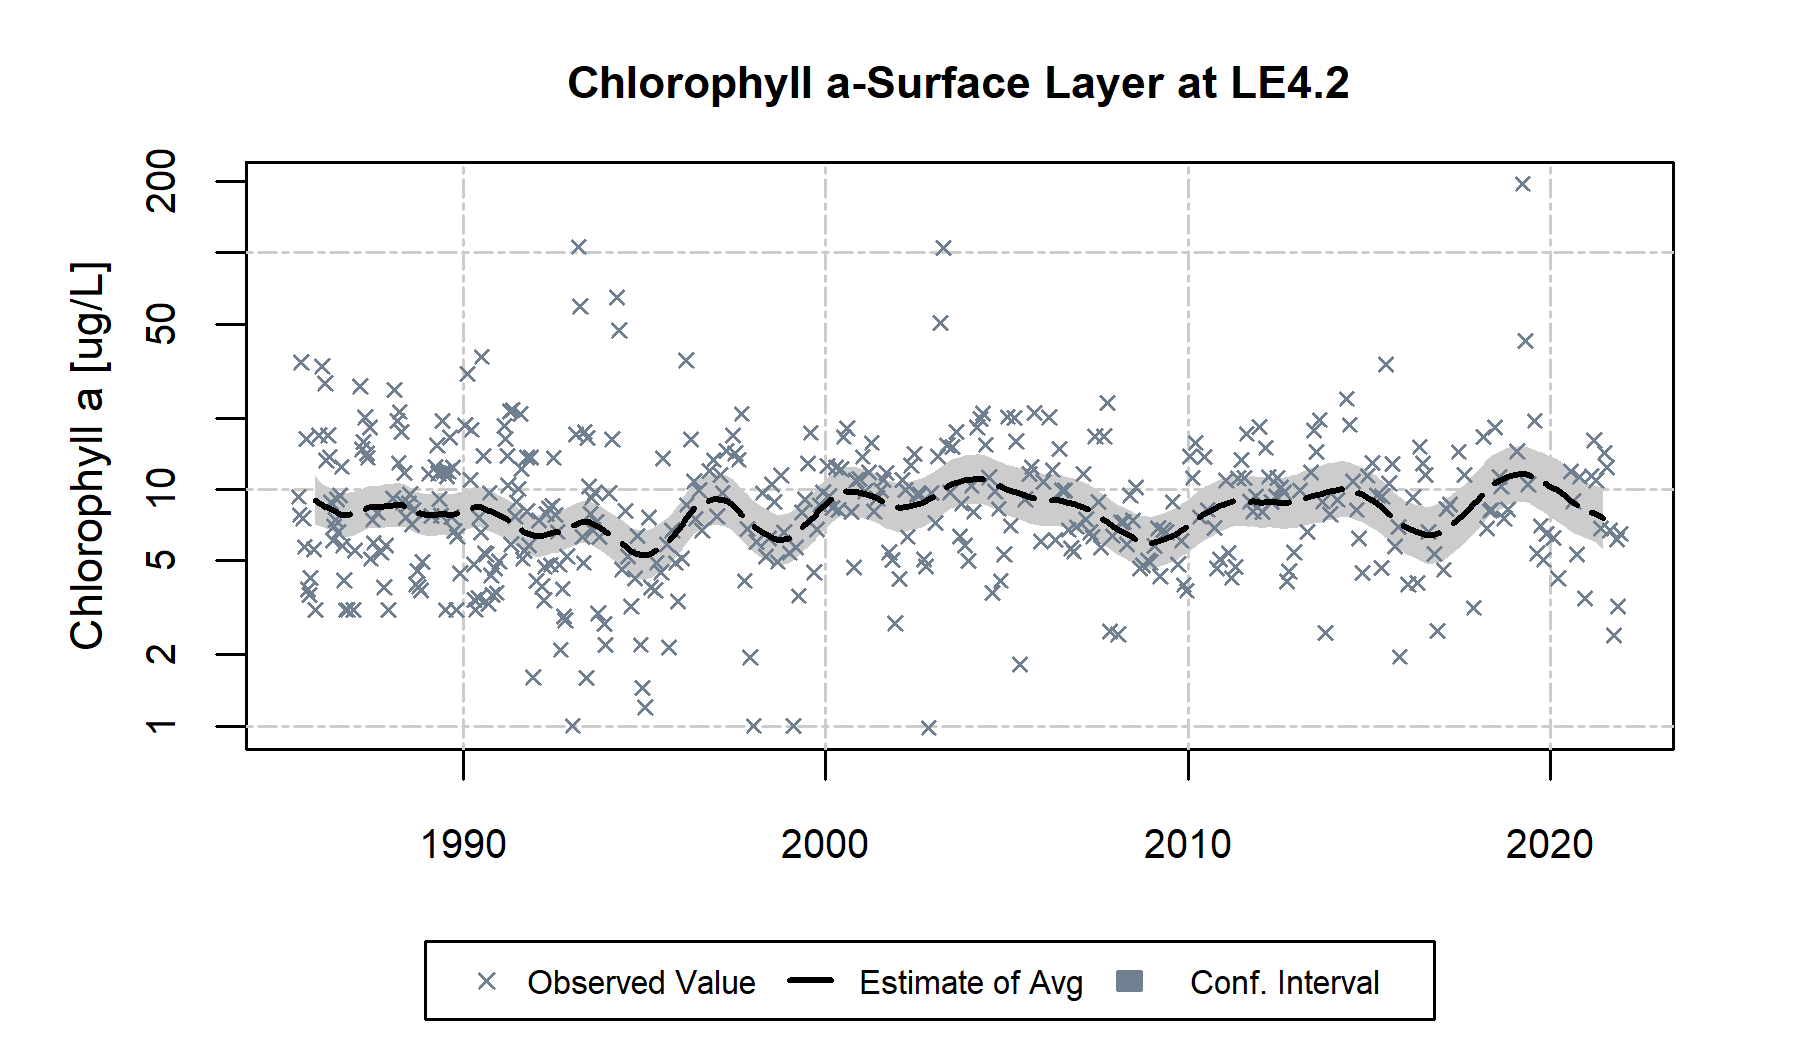 Chlorophyll a-Surface Layer at LE4.2
Chlorophyll a [ug/L]
200
50
10
5
2
1
1990 2000 2010 2020
Observed Value Estimate of Avg Conf. Interval